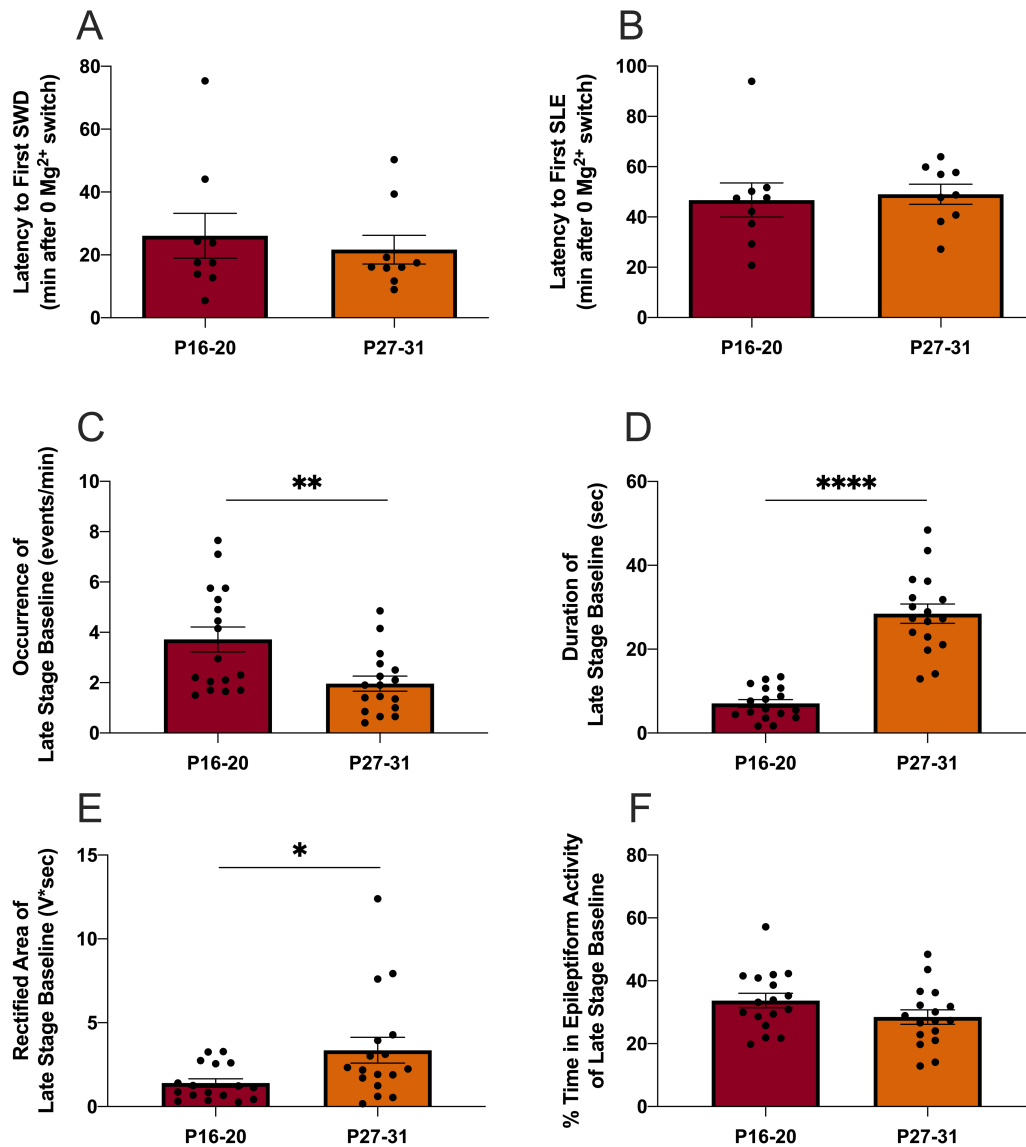 A
Latency to First SWD
(min after 0 Mg²⁺ switch)
80
60
40
20
0
P16-20
P27-31
B
Latency to First SLE
(min after 0 Mg²⁺ switch)
100
80
60
40
20
0
P16-20
P27-31
C
Occurrence of
Late Stage Baseline (events/min)
10
8
6
4
2
0
**
P16-20
P27-31
D
Duration of
Late Stage Baseline (sec)
60
40
20
0
****
P16-20
P27-31
E
Rectified Area of
Late Stage Baseline (V*sec)
15
10
5
0
*
P16-20
P27-31
F
% Time in Epileptiform Activity
of Late Stage Baseline
80
60
40
20
0
P16-20
P27-31